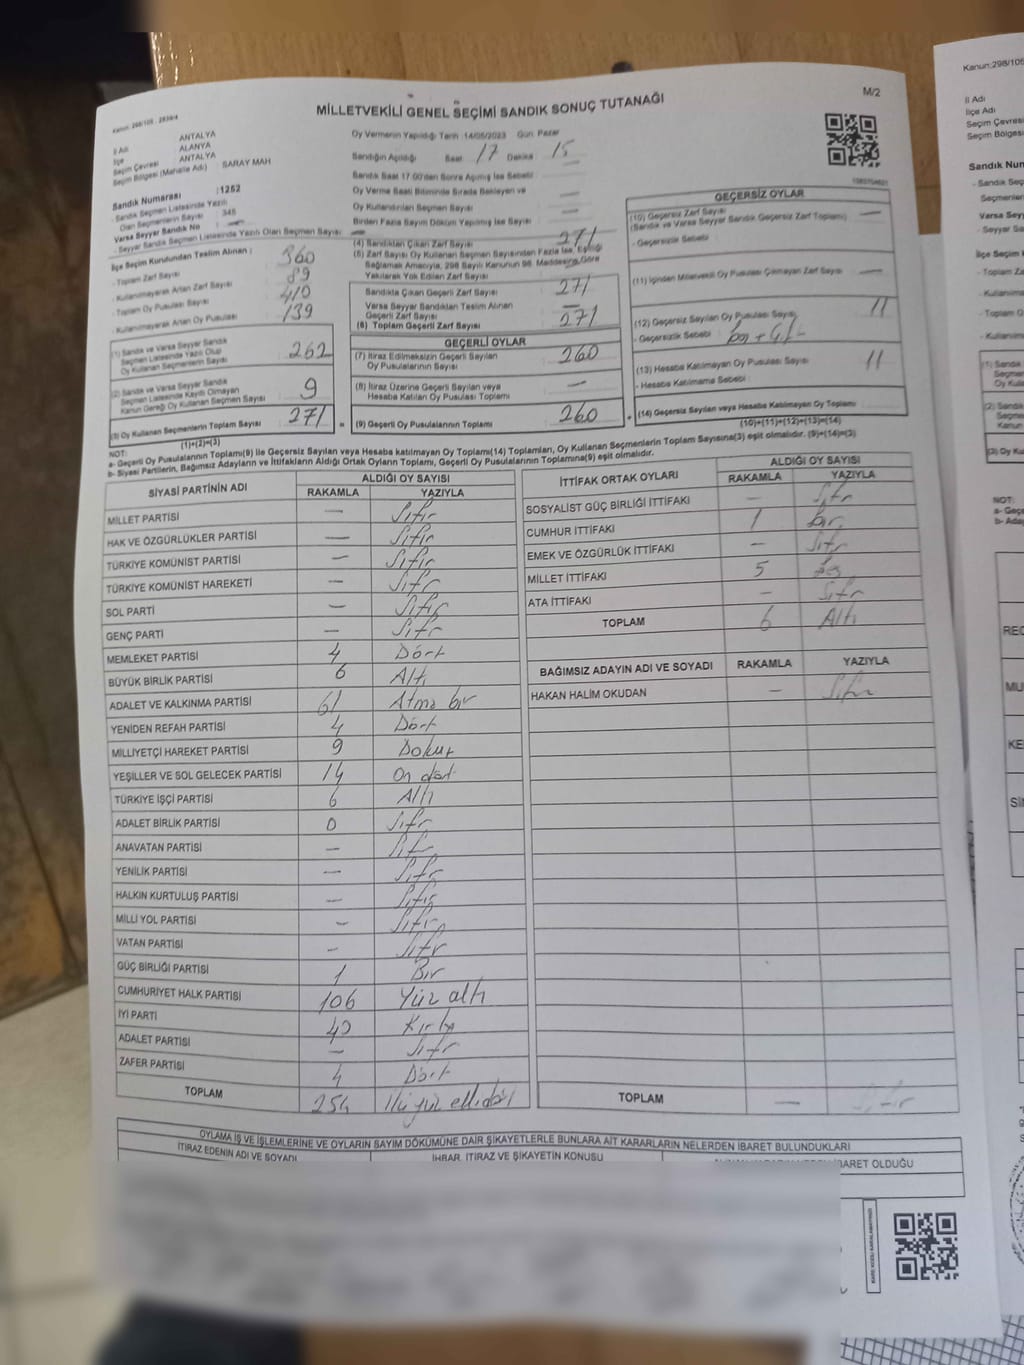 Kanun: 298/105 : 2839/4
M/2
MİLLETVEKİLİ GENEL SEÇİMİ SANDIK SONUÇ TUTANAĞI
İl Adı : ANTALYA
İlçe : ALANYA
Seçim Çevresi : ANTALYA
Seçim Bölgesi (Mahalle Adı) : SARAY MAH
Sandık Numarası : 1252
- Sandık Seçmen Listesinde Yazılı
Olan Seçmenlerin Sayısı : 345
Varsa Seyyar Sandık No : —
- Seyyar Sandık Seçmen Listesinde Yazılı Olan Seçmen Sayısı : —
İlçe Seçim Kurulundan Teslim Alınan :
- Toplam Zarf Sayısı : 360
- Kullanılmayarak Artan Zarf Sayısı : 89
- Toplam Oy Pusulası Sayısı : 410
- Kullanılmayarak Artan Oy Pusulası : 139
(1) Sandık ve Varsa Seyyar Sandık
Seçmen Listesinde Yazılı Olup
Oy Kullanan Seçmenlerin Sayısı : 262
(2) Sandık ve Varsa Seyyar Sandık
Seçmen Listesinde Kaydı Olmayan
Kanun Gereği Oy Kullanan Seçmen Sayısı : 9
(3) Oy Kullanan Seçmenlerin Toplam Sayısı : 271
(1)+(2)=(3)
Oy Vermenin Yapıldığı Tarih :14/05/2023 Gün: Pazar
Sandığın Açıldığı Saat: 17 Dakika : 15
Sandık Saat 17:00'den Sonra Açılmış İse Sebebi :
Oy Verme Saati Bitiminde Sırada Bekleyen ve
Oy Kullandırılan Seçmen Sayısı : —
Birden Fazla Sayım Döküm Yapılmış İse Sayısı : —
(4) Sandıktan Çıkan Zarf Sayısı : 271
(5) Zarf Sayısı Oy Kullanan Seçmen Sayısından Fazla İse, Eşitliği
Sağlamak Amacıyla, 298 Sayılı Kanunun 98. Maddesine Göre
Yakılarak Yok Edilen Zarf Sayısı : —
Sandıkta Çıkan Geçerli Zarf Sayısı : 271
Varsa Seyyar Sandıktan Teslim Alınan
Geçerli Zarf Sayısı : —
(6) Toplam Geçerli Zarf Sayısı : 271
GEÇERLİ OYLAR
(7) İtiraz Edilmeksizin Geçerli Sayılan
Oy Pusulalarının Sayısı : 260
(8) İtiraz Üzerine Geçerli Sayılan veya
Hesaba Katılan Oy Pusulası Toplamı : —
= (9) Geçerli Oy Pusulalarının Toplamı : 260
GEÇERSİZ OYLAR
(10) Geçersiz Zarf Sayısı : —
(Sandık ve Varsa Seyyar Sandık Geçersiz Zarf Toplamı)
- Geçersizlik Sebebi :
(11) İçinden Milletvekili Oy Pusulası Çıkmayan Zarf Sayısı : —
(12) Geçersiz Sayılan Oy Pusulası Sayısı : 11
- Geçersizlik Sebebi :
(13) Hesaba Katılmayan Oy Pusulası Sayısı : 11
- Hesaba Katılmama Sebebi :
+ (14) Geçersiz Sayılan veya Hesaba Katılmayan Oy Toplamı :
(10)+(11)+(12)+(13)=(14)
NOT:
a- Geçerli Oy Pusulalarının Toplamı(9) ile Geçersiz Sayılan veya Hesaba katılmayan Oy Toplamı(14) Toplamları, Oy Kullanan Seçmenlerin Toplam Sayısına(3) eşit olmalıdır. (9)+(14)=(3)
b- Siyasi Partilerin, Bağımsız Adayların ve İttifakların Aldığı Ortak Oyların Toplamı, Geçerli Oy Pusulalarının Toplamına(9) eşit olmalıdır.
SİYASİ PARTİNİN ADI ALDIĞI OY SAYISI
RAKAMLA YAZIYLA
MİLLET PARTİSİ — Sıfır
HAK VE ÖZGÜRLÜKLER PARTİSİ — Sıfır
TÜRKİYE KOMÜNİST PARTİSİ — Sıfır
TÜRKİYE KOMÜNİST HAREKETİ — Sıfır
SOL PARTİ — Sıfır
GENÇ PARTİ — Sıfır
MEMLEKET PARTİSİ 4 Dört
BÜYÜK BİRLİK PARTİSİ 6 Altı
ADALET VE KALKINMA PARTİSİ 61 Atmış bir
YENİDEN REFAH PARTİSİ 4 Dört
MİLLİYETÇİ HAREKET PARTİSİ 9 Dokuz
YEŞİLLER VE SOL GELECEK PARTİSİ 14 On dört
TÜRKİYE İŞÇİ PARTİSİ 6 Altı
ADALET BİRLİK PARTİSİ 0 Sıfır
ANAVATAN PARTİSİ — Sıfır
YENİLİK PARTİSİ — Sıfır
HALKIN KURTULUŞ PARTİSİ — Sıfır
MİLLİ YOL PARTİSİ — Sıfır
VATAN PARTİSİ — Sıfır
GÜÇ BİRLİĞİ PARTİSİ 1 Bir
CUMHURİYET HALK PARTİSİ 106 Yüz altı
İYİ PARTİ 40 Kırk
ADALET PARTİSİ — Sıfır
ZAFER PARTİSİ 4 Dört
TOPLAM 254 İki yüz elli dört
İTTİFAK ORTAK OYLARI ALDIĞI OY SAYISI
RAKAMLA YAZIYLA
SOSYALİST GÜÇ BİRLİĞİ İTTİFAKI — Sıfır
CUMHUR İTTİFAKI 1 bir
EMEK VE ÖZGÜRLÜK İTTİFAKI — Sıfır
MİLLET İTTİFAKI 5 beş
ATA İTTİFAKI — Sıfır
TOPLAM 6 Altı
BAĞIMSIZ ADAYIN ADI VE SOYADI RAKAMLA YAZIYLA
HAKAN HALİM OKUDAN — Sıfır
TOPLAM — Sıfır
OYLAMA İŞ VE İŞLEMLERİNE VE OYLARIN SAYIM DÖKÜMÜNE DAİR ŞİKAYETLERLE BUNLARA AİT KARARLARIN NELERDEN İBARET BULUNDUKLARI
İTİRAZ EDENİN ADI VE SOYADI İHBAR, İTİRAZ VE ŞİKAYETİN KONUSU İBARET OLDUĞU
Kanun:298/105
İl Adı
İlçe Adı
Seçim Çevres
Seçim Bölgesi
Sandık Num